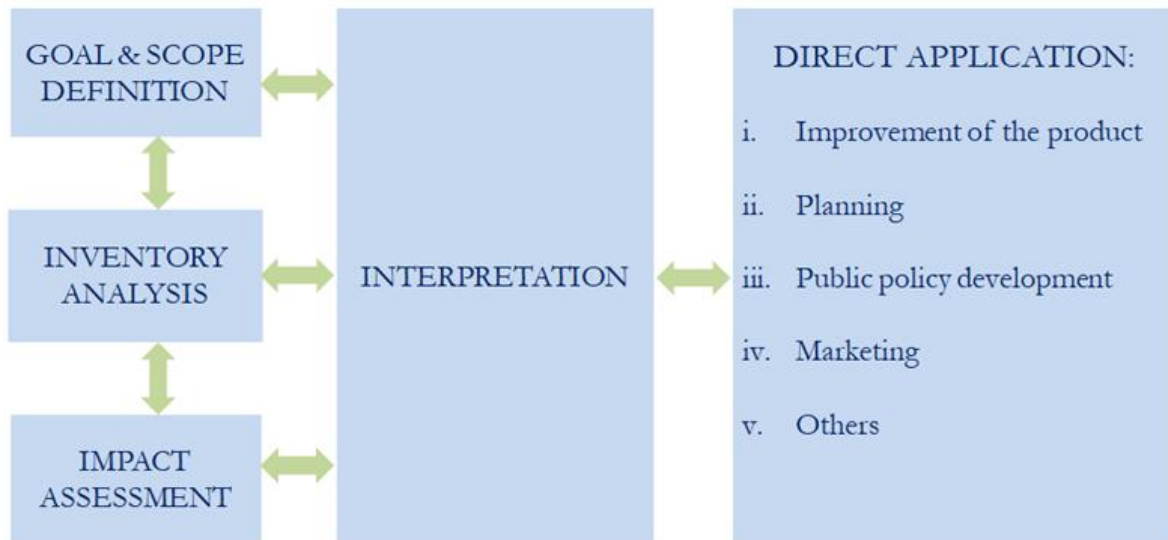 GOAL & SCOPE
DEFINITION
INVENTORY
ANALYSIS
IMPACT
ASSESSMENT
INTERPRETATION
DIRECT APPLICATION:
i. Improvement of the product
ii. Planning
iii. Public policy development
iv. Marketing
v. Others